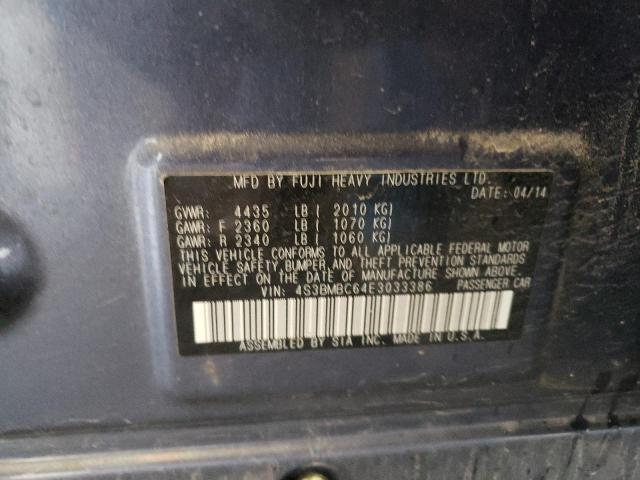 MFD BY FUJI HEAVY INDUSTRIES LTD.
DATE: 04/14
GVWR: 4435 LB ( 2010 KG)
GAWR: F 2360 LB ( 1070 KG)
GAWR: R 2340 LB ( 1060 KG)
THIS VEHICLE CONFORMS TO ALL APPLICABLE FEDERAL MOTOR
VEHICLE SAFETY, BUMPER, AND THEFT PREVENTION STANDARDS
IN EFFECT ON THE DATE OF MANUFACTURE SHOWN ABOVE.
VIN: 4S3BMBC64E3033386 PASSENGER CAR
ASSEMBLED BY SIA INC. MADE IN U.S.A.